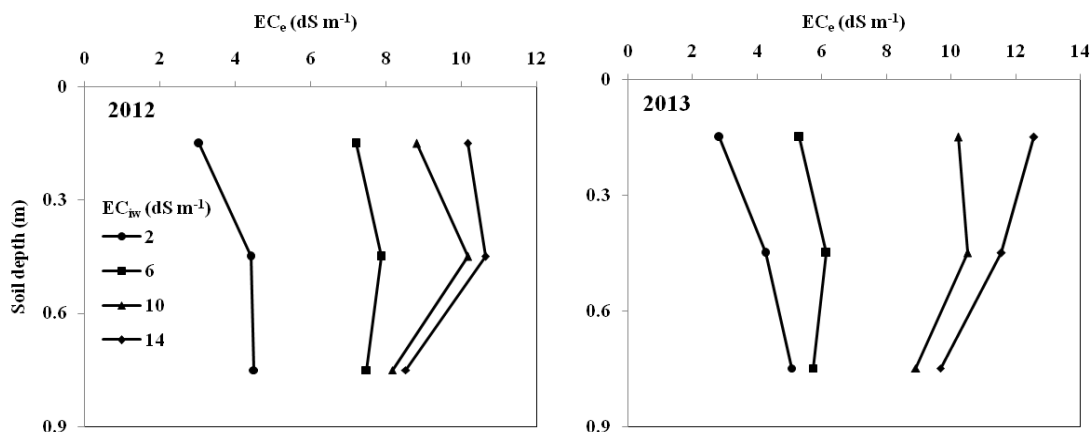 ECe (dS m-1)
0 2 4 6 8 10 12
0
2012
0.3
ECiw (dS m-1)
2
6
10
14
0.6
0.9
Soil depth (m)
ECe (dS m-1)
0 2 4 6 8 10 12 14
0
2013
0.3
0.6
0.9